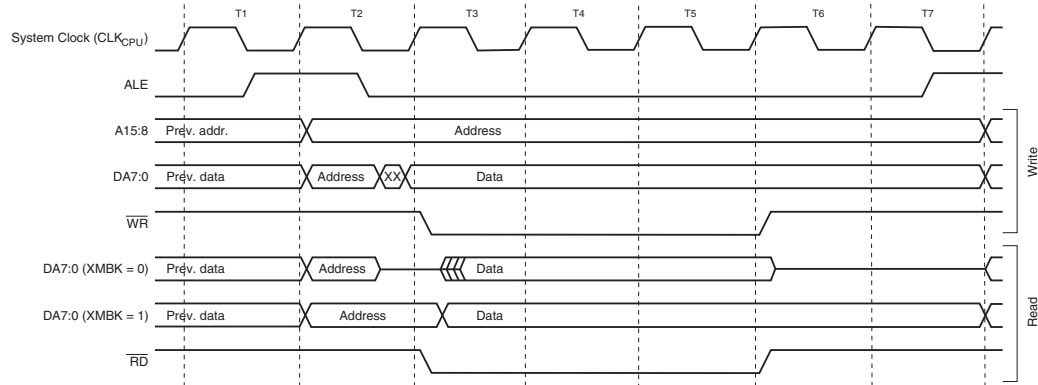 T1 T2 T3 T4 T5 T6 T7
System Clock (CLKCPU)
ALE
A15:8 Prev. addr. Address
DA7:0 Prev. data Address XX Data
WR
Write
DA7:0 (XMBK = 0) Prev. data Address Data
DA7:0 (XMBK = 1) Prev. data Address Data
RD
Read